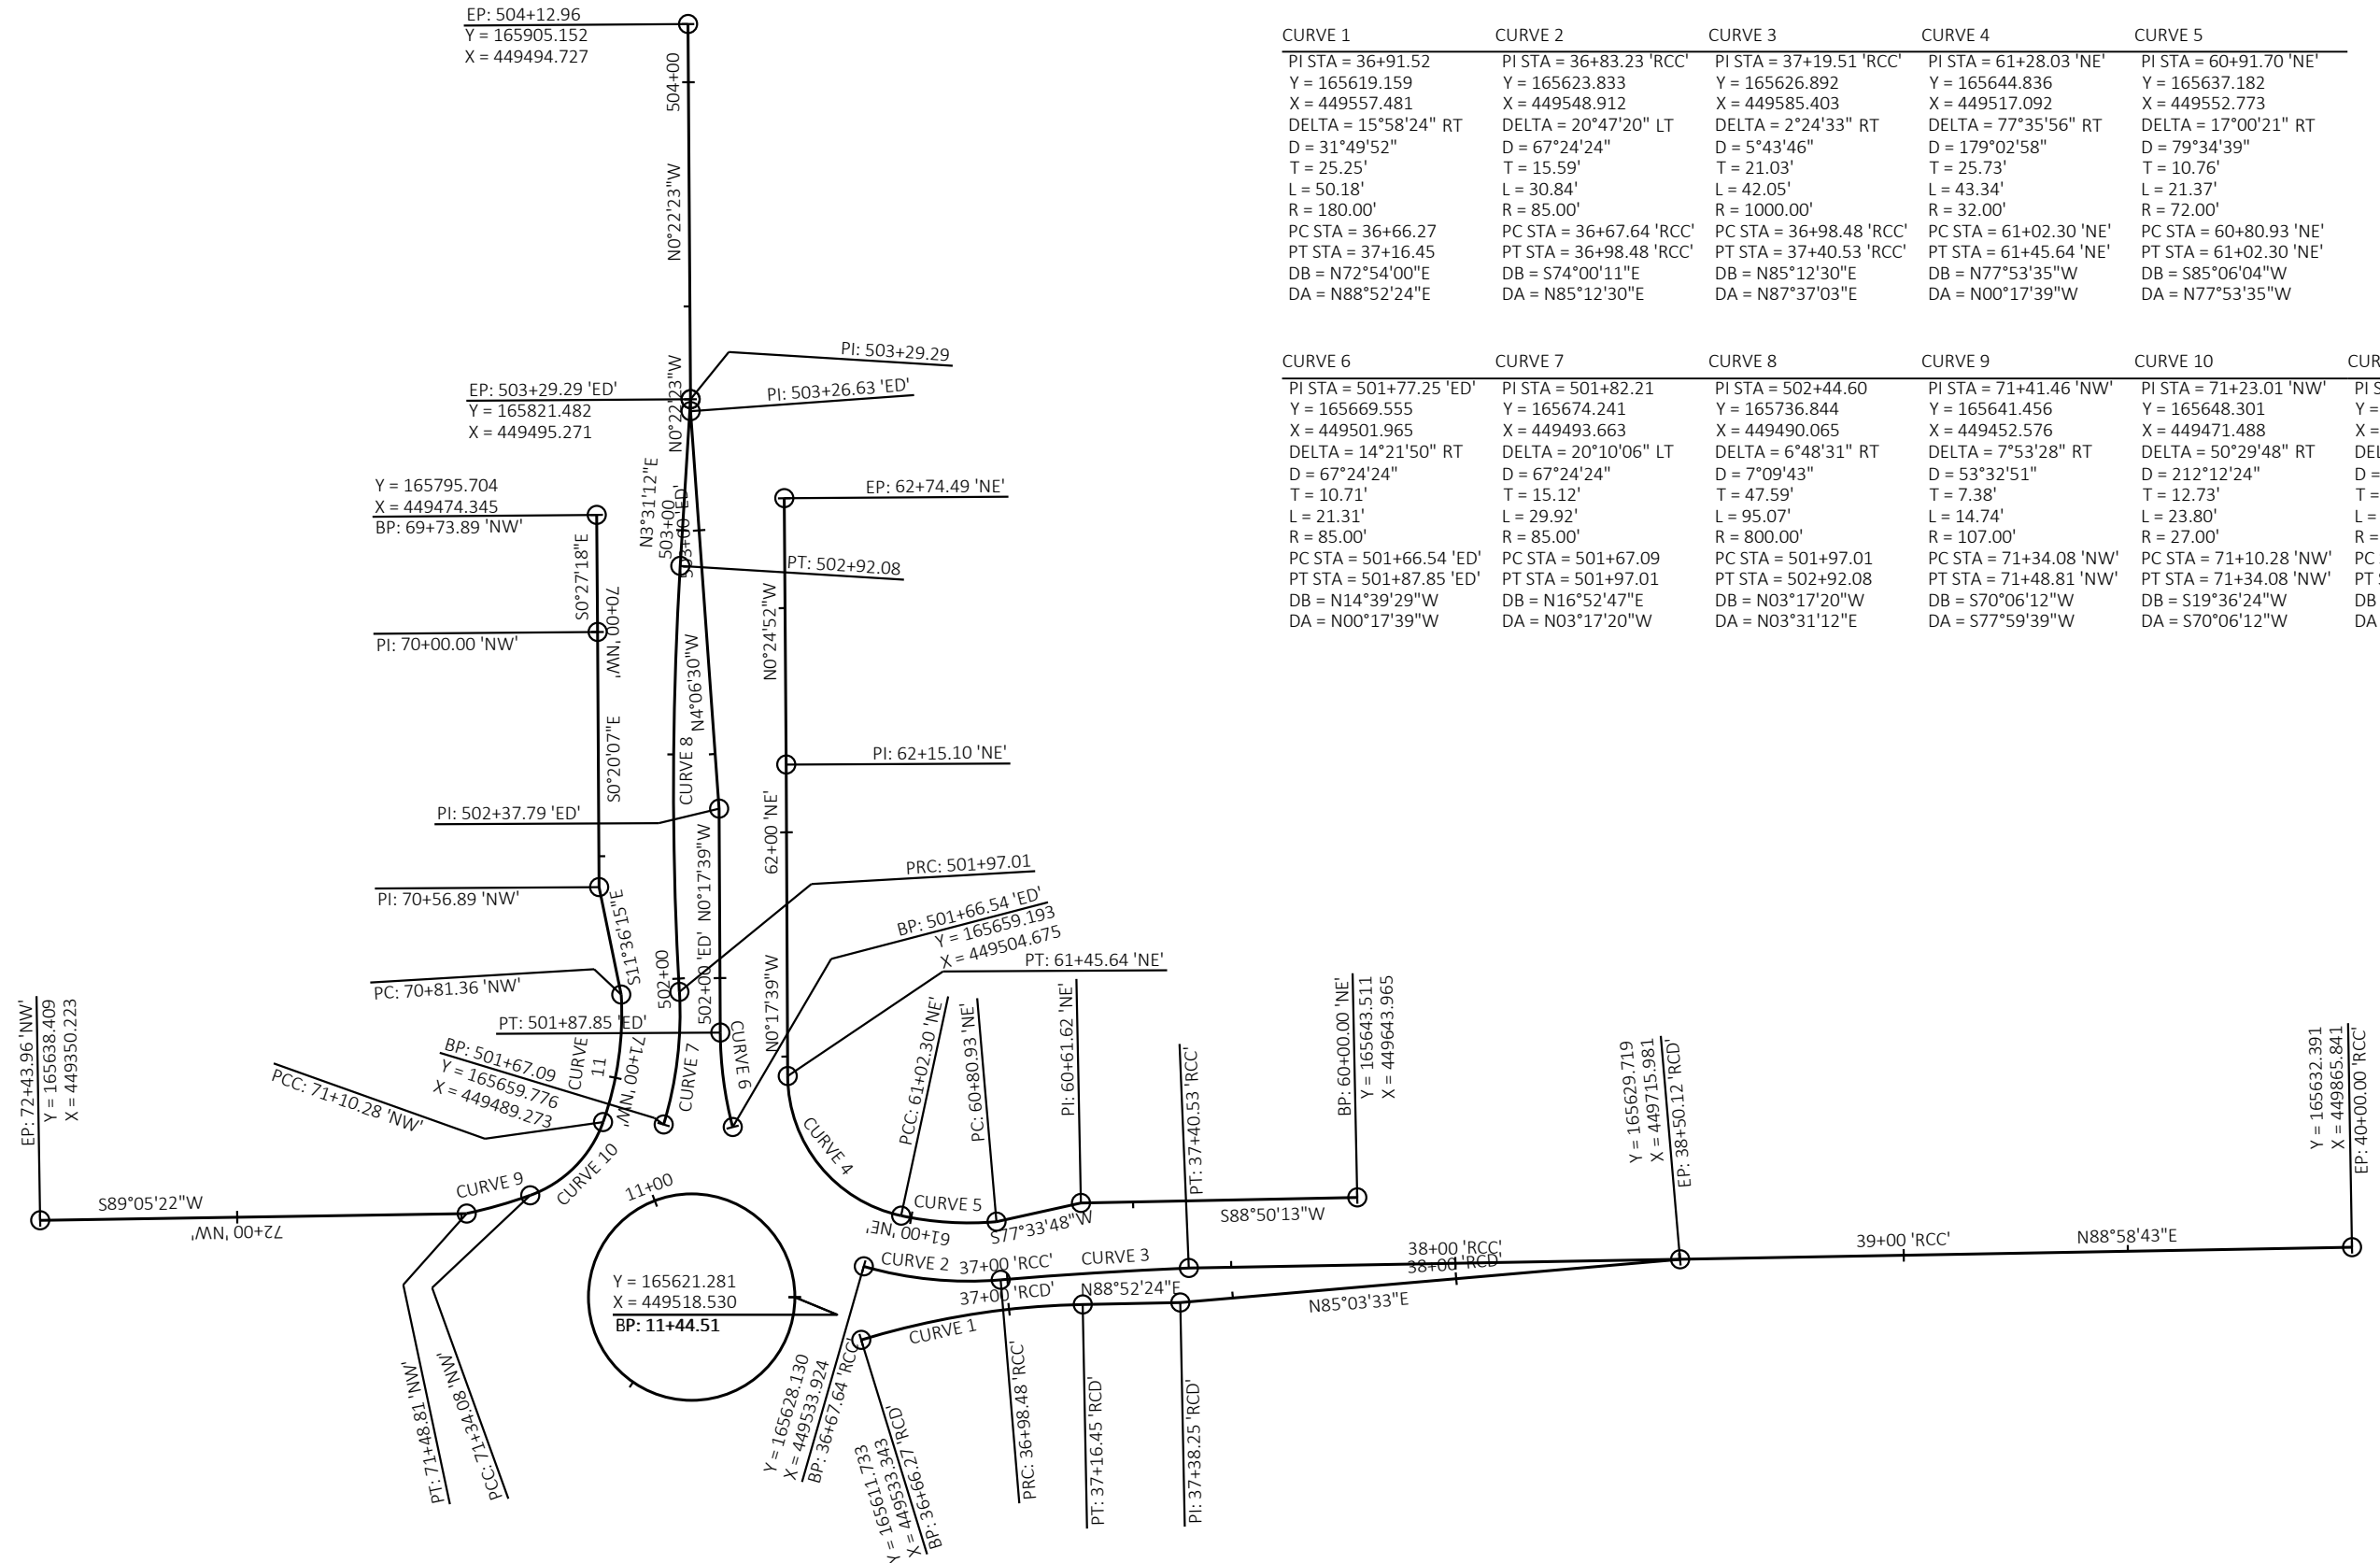 EP: 504+12.96
Y = 165905.152
X = 449494.727
504+00
N0°22'23"W
PI: 503+29.29
EP: 503+29.29 'ED'
Y = 165821.482
X = 449495.271
N0°22'23"W
PI: 503+26.63 'ED'
Y = 165795.704
X = 449474.345
BP: 69+73.89 'NW'
N3°31'12"E
503+00
503+00 'ED'
EP: 62+74.49 'NE'
S0°27'18"E
PT: 502+92.08
70+00 'NW'
PI: 70+00.00 'NW'
N0°24'52"W
N4°06'30"W
S0°20'07"E
CURVE 8
PI: 62+15.10 'NE'
PI: 502+37.79 'ED'
62+00 'NE'
N0°17'39"W
PRC: 501+97.01
PI: 70+56.89 'NW'
S11°36'15"E
BP: 501+66.54 'ED'
Y = 165659.193
X = 449504.675
PT: 61+45.64 'NE'
PC: 70+81.36 'NW'
502+00
502+00 'ED'
N0°17'39"W
PT: 501+87.85 'ED'
CURVE 6
CURVE 7
CURVE
11
71+00 'NW'
BP: 501+67.09
Y = 165659.776
X = 449489.273
PCC: 71+10.28 'NW'
EP: 72+43.96 'NW'
Y = 165638.409
X = 449350.223
S89°05'22"W
72+00 'NW'
CURVE 9
CURVE 10
11+00
Y = 165621.281
X = 449518.530
BP: 11+44.51
PT: 71+48.81 'NW'
PCC: 71+34.08 'NW'
CURVE 4
PCC: 61+02.30 'NE'
PC: 60+80.93 'NE'
PI: 60+61.62 'NE'
CURVE 5
61+00 'NE'
S77°33'48"W
PT: 37+40.53 'RCC'
BP: 60+00.00 'NE'
Y = 165643.511
X = 449643.965
S88°50'13"W
CURVE 2
37+00 'RCC'
CURVE 3
38+00 'RCC'
38+00 'RCD'
37+00 'RCD'
N88°52'24"E
N85°03'33"E
CURVE 1
Y = 165628.130
X = 449533.924
BP: 36+67.64 'RCC'
Y = 165611.733
X = 449533.343
BP: 36+66.27 'RCD'
PRC: 36+98.48 'RCC'
PT: 37+16.45 'RCD'
PI: 37+38.25 'RCD'
Y = 165629.719
X = 449715.981
EP: 38+50.12 'RCD'
39+00 'RCC'
N88°58'43"E
Y = 165632.391
X = 449865.841
EP: 40+00.00 'RCC'
CURVE 1
PI STA = 36+91.52
Y = 165619.159
X = 449557.481
DELTA = 15°58'24" RT
D = 31°49'52"
T = 25.25'
L = 50.18'
R = 180.00'
PC STA = 36+66.27
PT STA = 37+16.45
DB = N72°54'00"E
DA = N88°52'24"E
CURVE 2
PI STA = 36+83.23 'RCC'
Y = 165623.833
X = 449548.912
DELTA = 20°47'20" LT
D = 67°24'24"
T = 15.59'
L = 30.84'
R = 85.00'
PC STA = 36+67.64 'RCC'
PT STA = 36+98.48 'RCC'
DB = S74°00'11"E
DA = N85°12'30"E
CURVE 3
PI STA = 37+19.51 'RCC'
Y = 165626.892
X = 449585.403
DELTA = 2°24'33" RT
D = 5°43'46"
T = 21.03'
L = 42.05'
R = 1000.00'
PC STA = 36+98.48 'RCC'
PT STA = 37+40.53 'RCC'
DB = N85°12'30"E
DA = N87°37'03"E
CURVE 4
PI STA = 61+28.03 'NE'
Y = 165644.836
X = 449517.092
DELTA = 77°35'56" RT
D = 179°02'58"
T = 25.73'
L = 43.34'
R = 32.00'
PC STA = 61+02.30 'NE'
PT STA = 61+45.64 'NE'
DB = N77°53'35"W
DA = N00°17'39"W
CURVE 5
PI STA = 60+91.70 'NE'
Y = 165637.182
X = 449552.773
DELTA = 17°00'21" RT
D = 79°34'39"
T = 10.76'
L = 21.37'
R = 72.00'
PC STA = 60+80.93 'NE'
PT STA = 61+02.30 'NE'
DB = S85°06'04"W
DA = N77°53'35"W
CURVE 6
PI STA = 501+77.25 'ED'
Y = 165669.555
X = 449501.965
DELTA = 14°21'50" RT
D = 67°24'24"
T = 10.71'
L = 21.31'
R = 85.00'
PC STA = 501+66.54 'ED'
PT STA = 501+87.85 'ED'
DB = N14°39'29"W
DA = N00°17'39"W
CURVE 7
PI STA = 501+82.21
Y = 165674.241
X = 449493.663
DELTA = 20°10'06" LT
D = 67°24'24"
T = 15.12'
L = 29.92'
R = 85.00'
PC STA = 501+67.09
PT STA = 501+97.01
DB = N16°52'47"E
DA = N03°17'20"W
CURVE 8
PI STA = 502+44.60
Y = 165736.844
X = 449490.065
DELTA = 6°48'31" RT
D = 7°09'43"
T = 47.59'
L = 95.07'
R = 800.00'
PC STA = 501+97.01
PT STA = 502+92.08
DB = N03°17'20"W
DA = N03°31'12"E
CURVE 9
PI STA = 71+41.46 'NW'
Y = 165641.456
X = 449452.576
DELTA = 7°53'28" RT
D = 53°32'51"
T = 7.38'
L = 14.74'
R = 107.00'
PC STA = 71+34.08 'NW'
PT STA = 71+48.81 'NW'
DB = S70°06'12"W
DA = S77°59'39"W
CURVE 10
PI STA = 71+23.01 'NW'
Y = 165648.301
X = 449471.488
DELTA = 50°29'48" RT
D = 212°12'24"
T = 12.73'
L = 23.80'
R = 27.00'
PC STA = 71+10.28 'NW'
PT STA = 71+34.08 'NW'
DB = S19°36'24"W
DA = S70°06'12"W
Y =
X =
D =
T =
L =
R =
PC
DB
DA